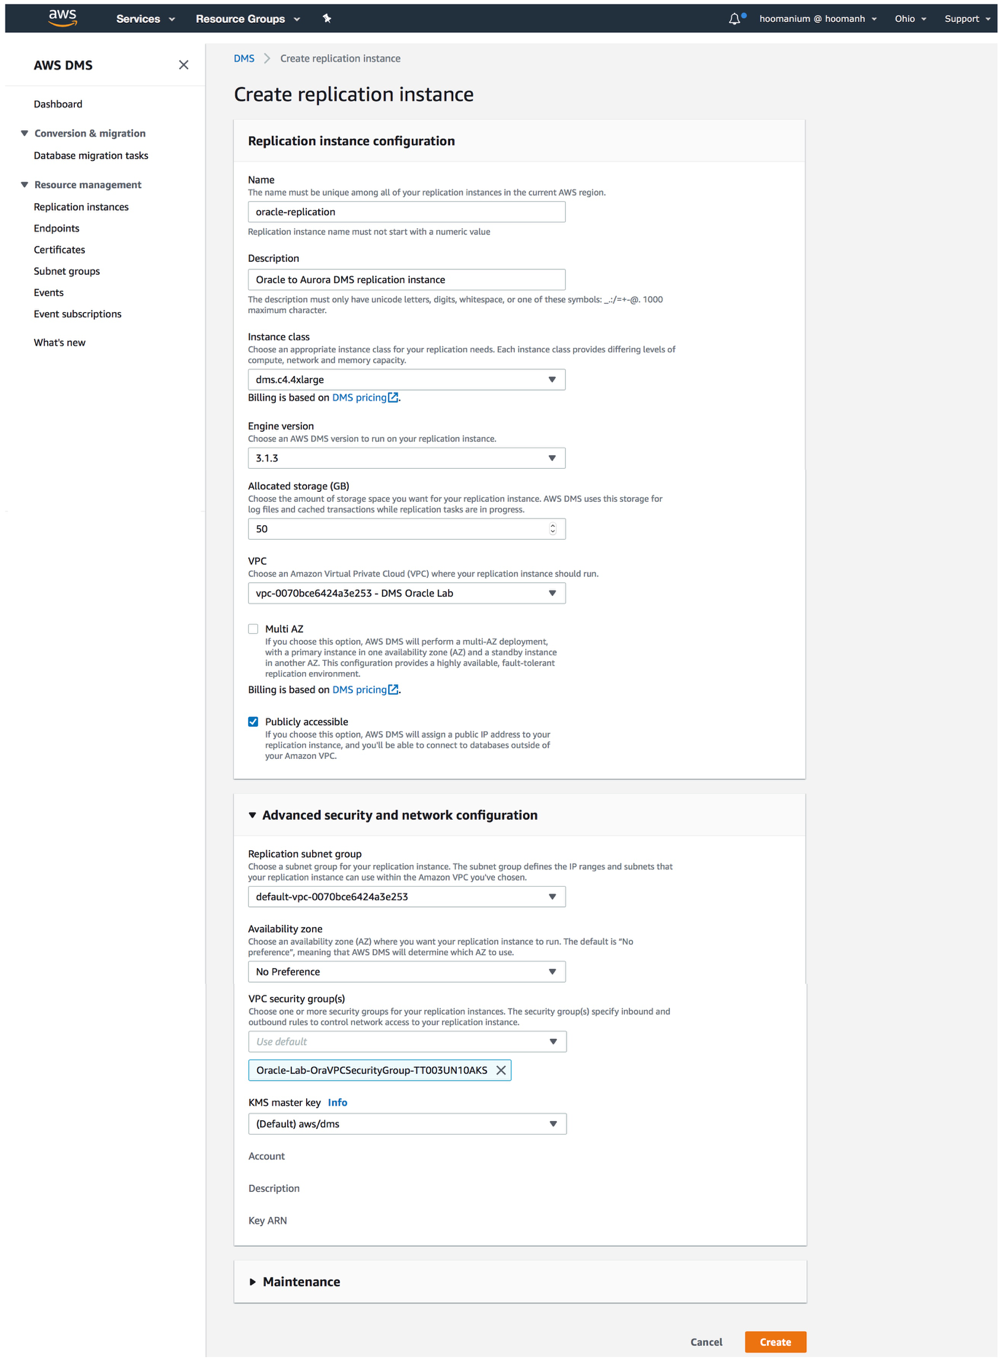 aws Services Resource Groups hoomanium @ hoomanh Ohio Support
AWS DMS
Dashboard
Conversion & migration
Database migration tasks
Resource management
Replication instances
Endpoints
Certificates
Subnet groups
Events
Event subscriptions
What's new
DMS > Create replication instance
Create replication instance
Replication instance configuration
Name
The name must be unique among all of your replication instances in the current AWS region.
oracle-replication
Replication instance name must not start with a numeric value
Description
Oracle to Aurora DMS replication instance
The description must only have unicode letters, digits, whitespace, or one of these symbols: _.:/=+-@. 1000
maximum character.
Instance class
Choose an appropriate instance class for your replication needs. Each instance class provides differing levels of
compute, network and memory capacity.
dms.c4.4xlarge
Billing is based on DMS pricing.
Engine version
Choose an AWS DMS version to run on your replication instance.
3.1.3
Allocated storage (GB)
Choose the amount of storage space you want for your replication instance. AWS DMS uses this storage for
log files and cached transactions while replication tasks are in progress.
50
VPC
Choose an Amazon Virtual Private Cloud (VPC) where your replication instance should run.
vpc-0070bce6424a3e253 - DMS Oracle Lab
Multi AZ
If you choose this option, AWS DMS will perform a multi-AZ deployment,
with a primary instance in one availability zone (AZ) and a standby instance
in another AZ. This configuration provides a highly available, fault-tolerant
replication environment.
Billing is based on DMS pricing.
Publicly accessible
If you choose this option, AWS DMS will assign a public IP address to your
replication instance, and you'll be able to connect to databases outside of
your Amazon VPC.
Advanced security and network configuration
Replication subnet group
Choose a subnet group for your replication instance. The subnet group defines the IP ranges and subnets that
your replication instance can use within the Amazon VPC you've chosen.
default-vpc-0070bce6424a3e253
Availability zone
Choose an availability zone (AZ) where you want your replication instance to run. The default is "No
preference", meaning that AWS DMS will determine which AZ to use.
No Preference
VPC security group(s)
Choose one or more security groups for your replication instances. The security group(s) specify inbound and
outbound rules to control network access to your replication instance.
Use default
Oracle-Lab-OraVPCSecurityGroup-TT003UN10AKS
KMS master key Info
(Default) aws/dms
Account
Description
Key ARN
Maintenance
Cancel Create